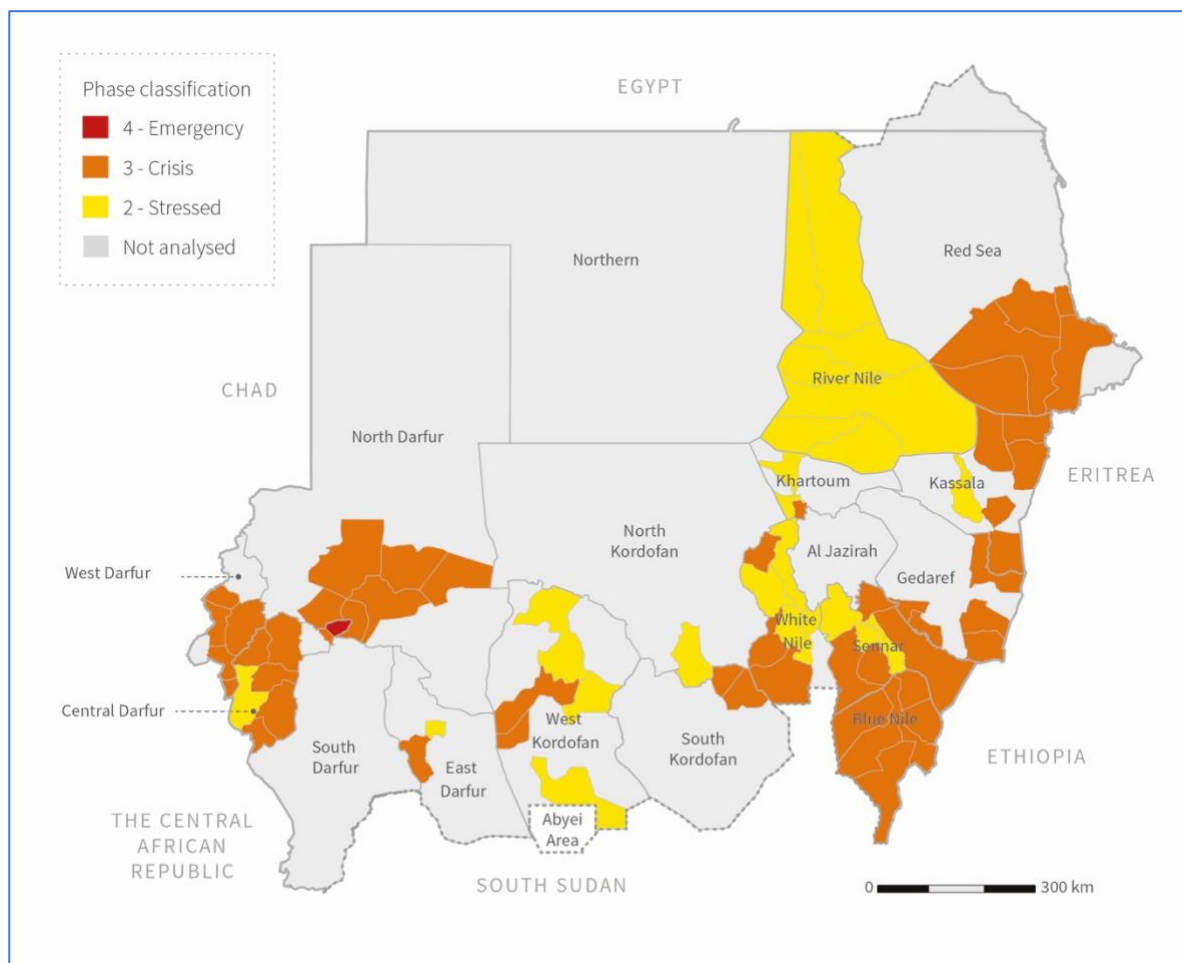 Phase classification
4 - Emergency
3 - Crisis
2 - Stressed
Not analysed
EGYPT
Northern
Red Sea
River Nile
CHAD
North Darfur
Khartoum
Kassala
ERITREA
North
Kordofan
Al Jazirah
Gedaref
West Darfur
White
Nile
Sennar
Central Darfur
West
Kordofan
Blue Nile
South
Darfur
East
Darfur
South
Kordofan
ETHIOPIA
THE CENTRAL
AFRICAN
REPUBLIC
Abyei
Area
SOUTH SUDAN
0
300 km